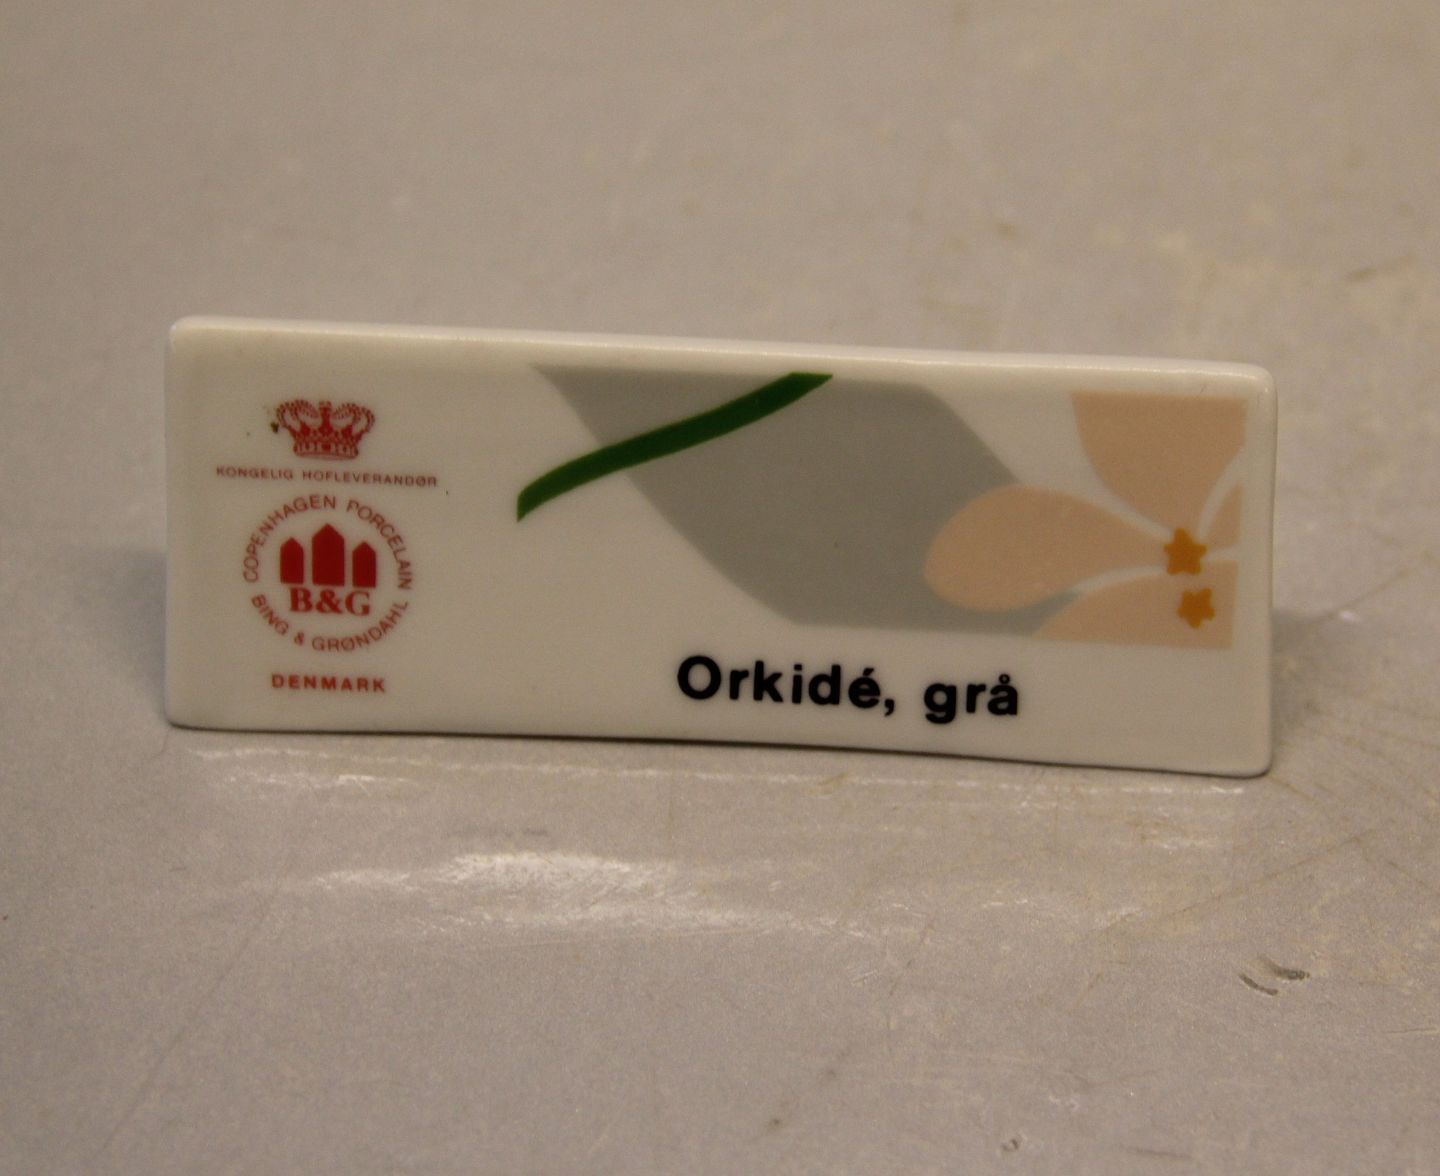 KONGELIG HOFLEVERANDØR
COPENHAGEN PORCELAIN
B&G
BING & GRØNDAHL
DENMARK
Orkidé, grå